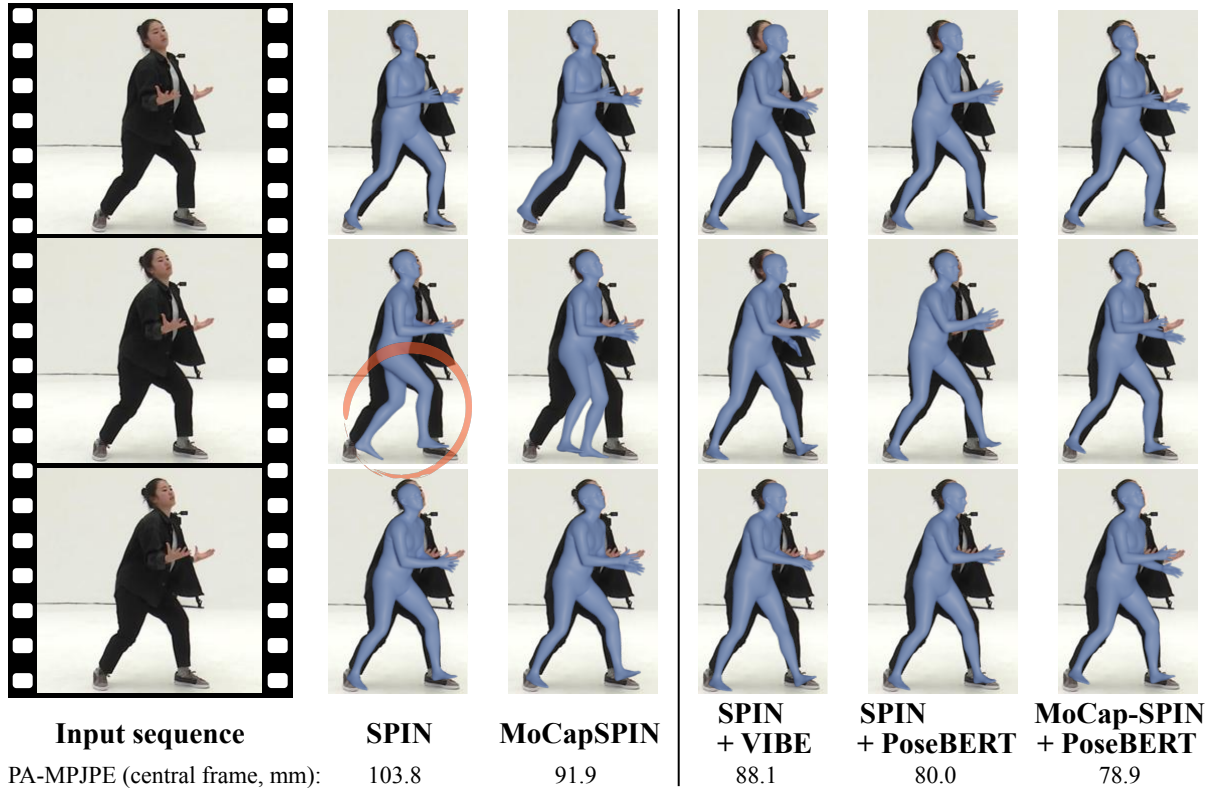 Input sequence
SPIN
MoCapSPIN
SPIN
+ VIBE
SPIN
+ PoseBERT
MoCap-SPIN
+ PoseBERT
PA-MPJPE (central frame, mm): 103.8 91.9 88.1 80.0 78.9